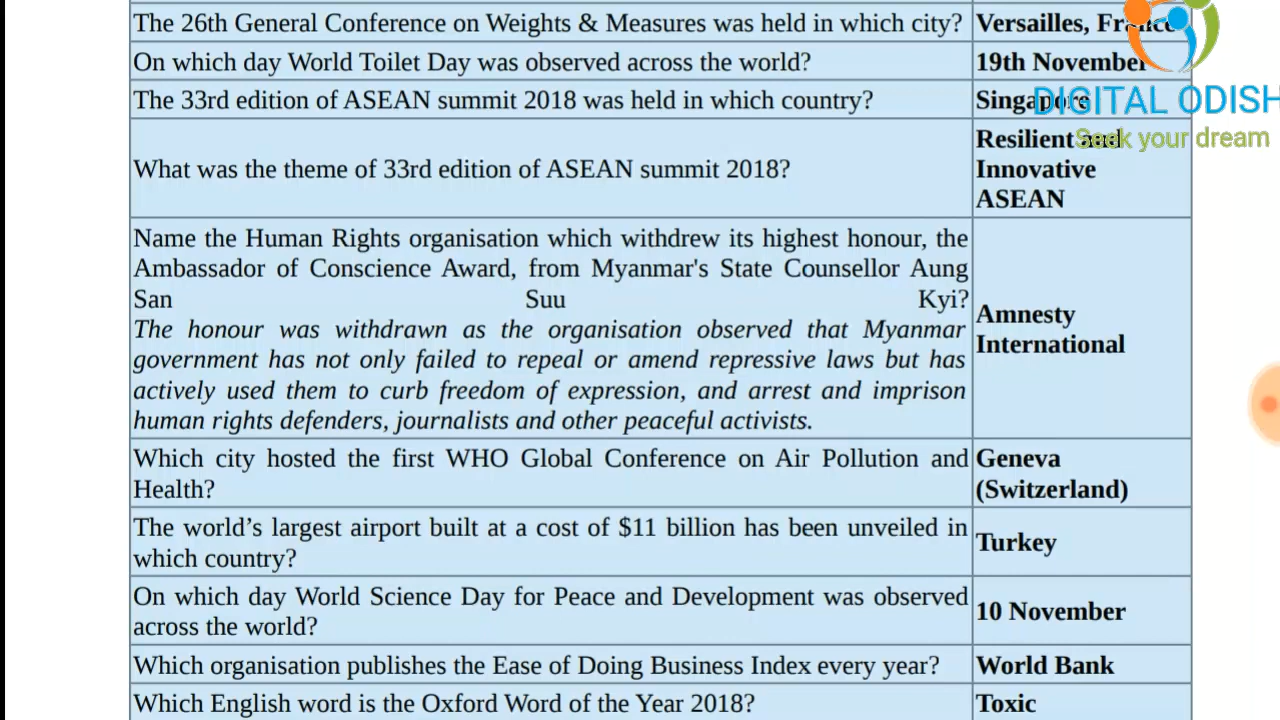 The 26th General Conference on Weights & Measures was held in which city?
Versailles, France
On which day World Toilet Day was observed across the world?
19th November
The 33rd edition of ASEAN summit 2018 was held in which country?
Singapore
DIGITAL ODISH
Seek your dream
What was the theme of 33rd edition of ASEAN summit 2018?
Resilient and
Innovative
ASEAN
Name the Human Rights organisation which withdrew its highest honour, the
Ambassador of Conscience Award, from Myanmar's State Counsellor Aung
San Suu Kyi?
The honour was withdrawn as the organisation observed that Myanmar
government has not only failed to repeal or amend repressive laws but has
actively used them to curb freedom of expression, and arrest and imprison
human rights defenders, journalists and other peaceful activists.
Amnesty
International
Which city hosted the first WHO Global Conference on Air Pollution and
Health?
Geneva
(Switzerland)
The world’s largest airport built at a cost of $11 billion has been unveiled in
which country?
Turkey
On which day World Science Day for Peace and Development was observed
across the world?
10 November
Which organisation publishes the Ease of Doing Business Index every year?
World Bank
Which English word is the Oxford Word of the Year 2018?
Toxic